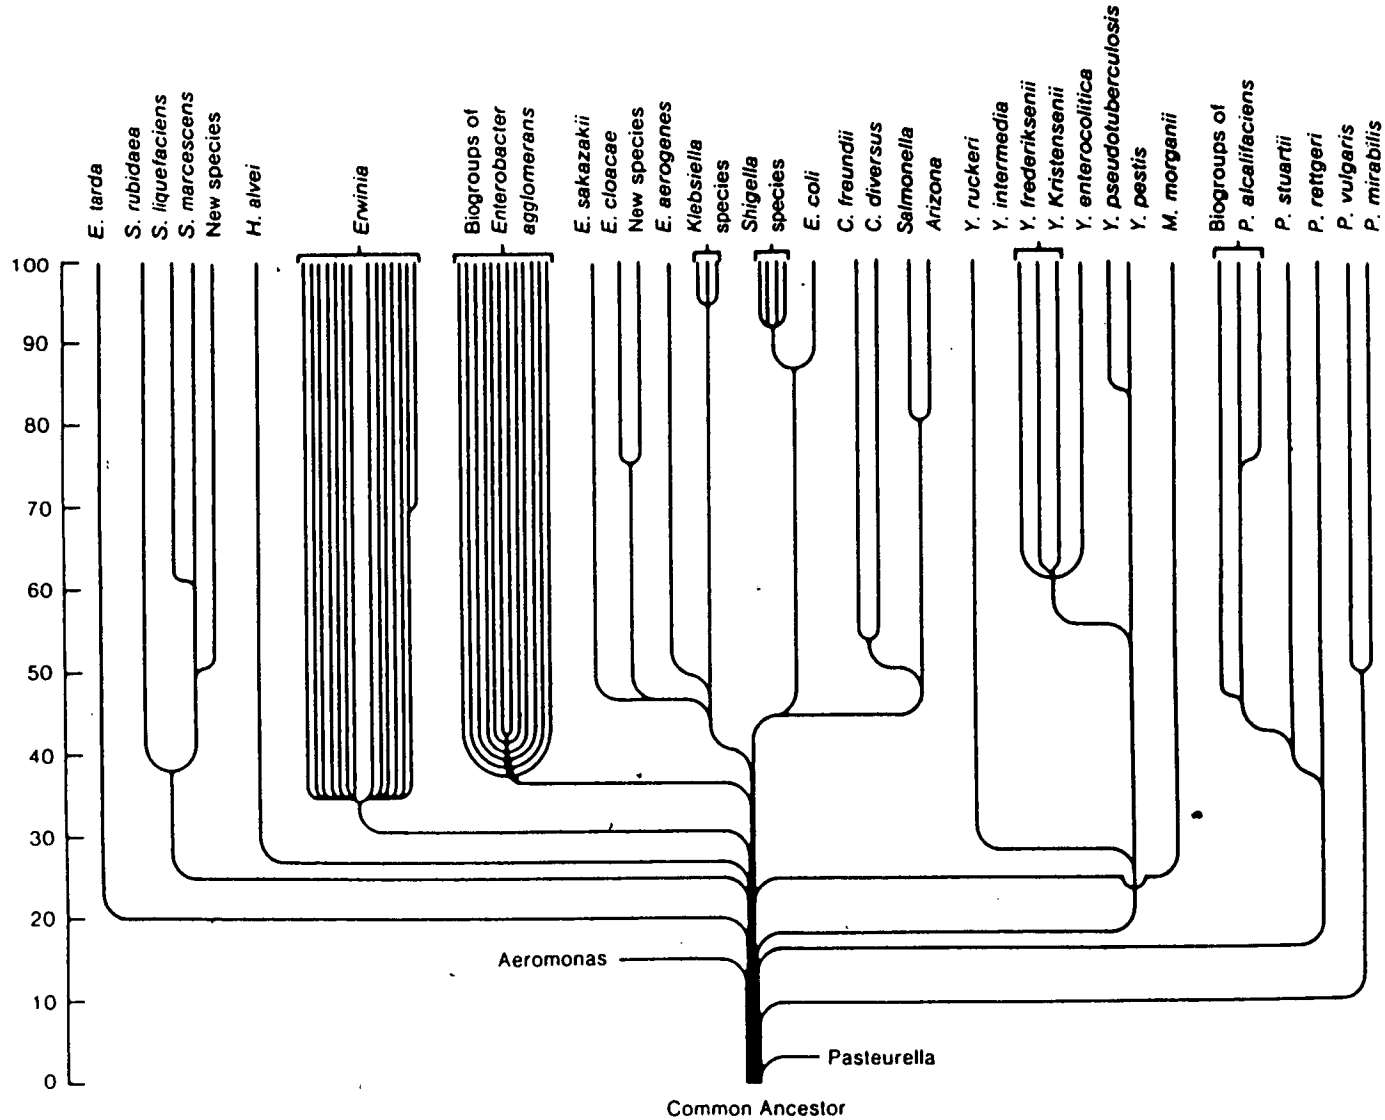 E. tarda
S. rubidaea
S. liquefaciens
S. marcescens
New species
H. alvei
Erwinia
Biogroups of
Enterobacter
agglomerans
E. sakazakii
E. cloacae
New species
E. aerogenes
Klebsiella
species
Shigella
species
E. coli
C. freundii
C. diversus
Salmonella
Arizona
Y. ruckeri
Y. intermedia
Y. frederiksenii
Y. Kristensenii
Y. enterocolitica
Y. pseudotuberculosis
Y. pestis
M. morganii
Biogroups of
P. alcalifaciens
P. stuartii
P. rettgeri
P. vulgaris
P. mirabilis
100
90
80
70
60
50
40
30
20
10
0
Aeromonas
Pasteurella
Common Ancestor